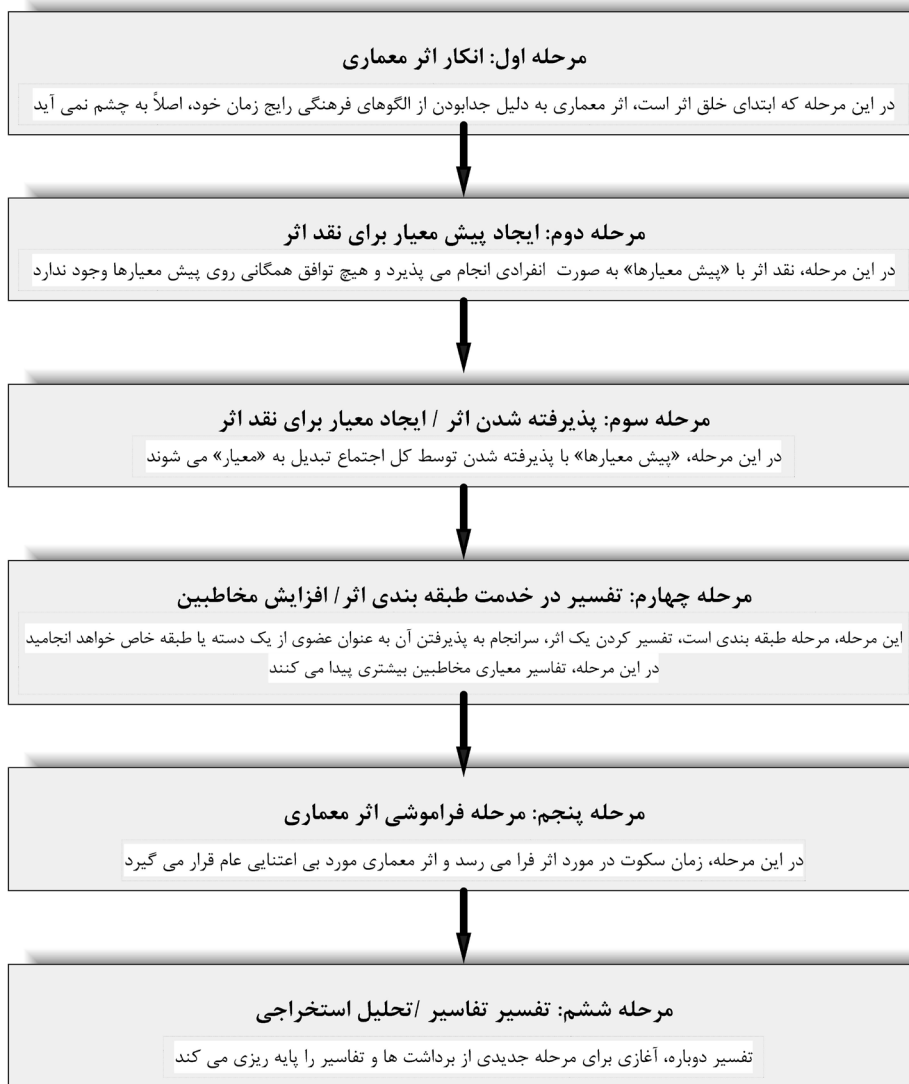 مرحله اول: انکار اثر معماری
در این مرحله که ابتدای خلق اثر است، اثر معماری به دلیل جدابودن از الگوهای فرهنگی رایج زمان خود، اصلاً به چشم نمی آید
مرحله دوم: ایجاد پیش معیار برای نقد اثر
در این مرحله، نقد اثر با «پیش معیارها» به صورت انفرادی انجام می پذیرد و هیچ توافق همگانی روی پیش معیارها وجود ندارد
مرحله سوم: پذیرفته شدن اثر / ایجاد معیار برای نقد اثر
در این مرحله، «پیش معیارها» با پذیرفته شدن توسط کل اجتماع تبدیل به «معیار» می شوند
مرحله چهارم: تفسیر در خدمت طبقه بندی اثر/ افزایش مخاطبین
این مرحله، مرحله طبقه بندی است، تفسیر کردن یک اثر، سرانجام به پذیرفتن آن به عنوان عضوی از یک دسته یا طبقه خاص خواهد انجامید
در این مرحله، تفاسیر معیاری مخاطبین بیشتری پیدا می کنند
مرحله پنجم: مرحله فراموشی اثر معماری
در این مرحله، زمان سکوت در مورد اثر فرا می رسد و اثر معماری مورد بی اعتنایی عام قرار می گیرد
مرحله ششم: تفسیر تفاسیر /تحلیل استخراجی
تفسیر دوباره، آغازی برای مرحله جدیدی از برداشت ها و تفاسیر را پایه ریزی می کند